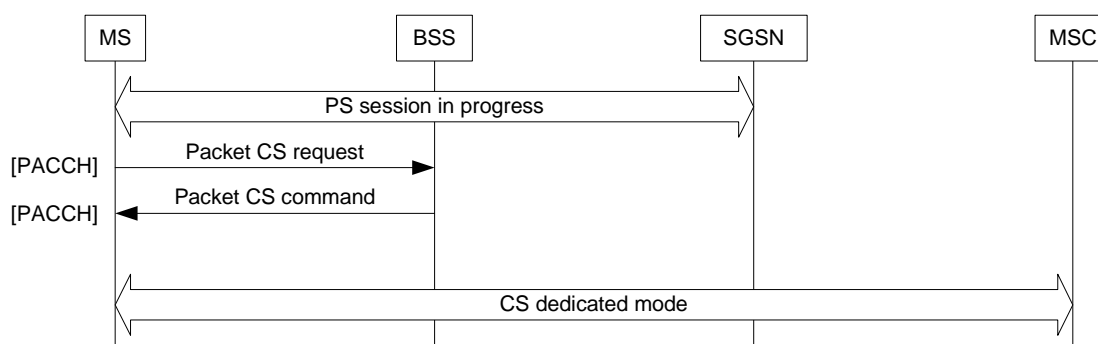 MS BSS SGSN MSC
PS session in progress
[PACCH] Packet CS request
[PACCH] Packet CS command
CS dedicated mode